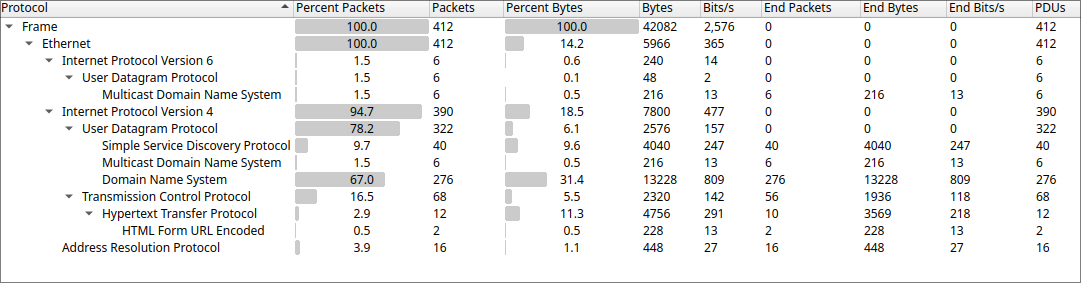 Protocol Percent Packets Packets Percent Bytes Bytes Bits/s End Packets End Bytes End Bits/s PDUs
Frame 100.0 412 100.0 42082 2,576 0 0 0 412
Ethernet 100.0 412 14.2 5966 365 0 0 0 412
Internet Protocol Version 6 1.5 6 0.6 240 14 0 0 0 6
User Datagram Protocol 1.5 6 0.1 48 2 0 0 0 6
Multicast Domain Name System 1.5 6 0.5 216 13 6 216 13 6
Internet Protocol Version 4 94.7 390 18.5 7800 477 0 0 0 390
User Datagram Protocol 78.2 322 6.1 2576 157 0 0 0 322
Simple Service Discovery Protocol 9.7 40 9.6 4040 247 40 4040 247 40
Multicast Domain Name System 1.5 6 0.5 216 13 6 216 13 6
Domain Name System 67.0 276 31.4 13228 809 276 13228 809 276
Transmission Control Protocol 16.5 68 5.5 2320 142 56 1936 118 68
Hypertext Transfer Protocol 2.9 12 11.3 4756 291 10 3569 218 12
HTML Form URL Encoded 0.5 2 0.5 228 13 2 228 13 2
Address Resolution Protocol 3.9 16 1.1 448 27 16 448 27 16